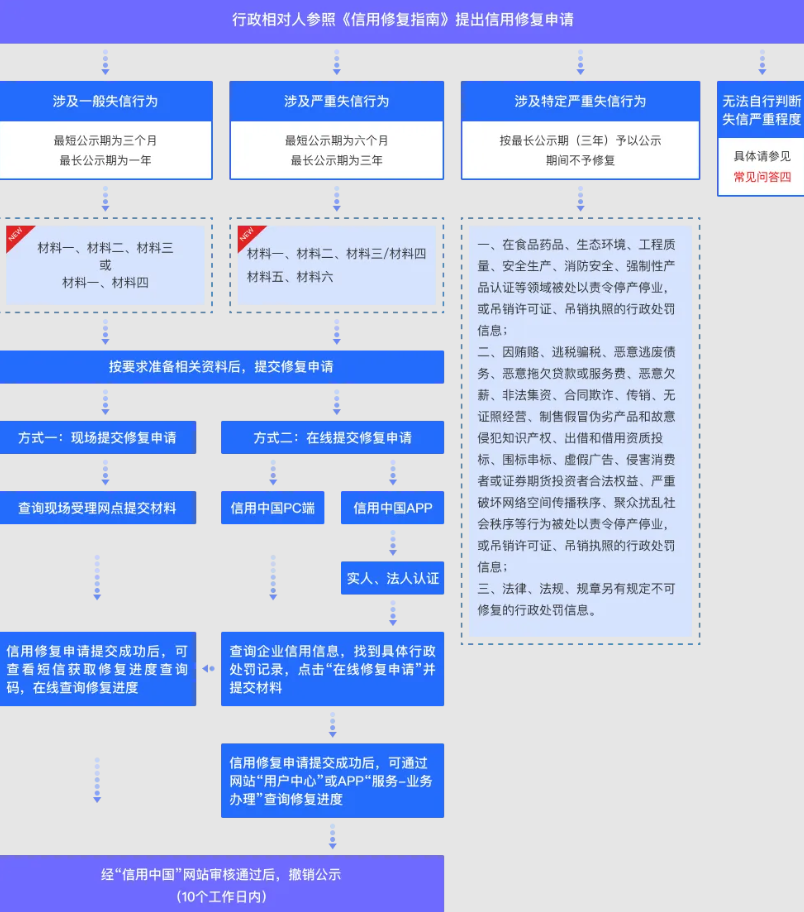 行政相对人参照《信用修复指南》提出信用修复申请
涉及一般失信行为
最短公示期为三个月
最长公示期为一年
涉及严重失信行为
最短公示期为六个月
最长公示期为三年
涉及特定严重失信行为
按最长公示期（三年）予以公示
期间不予修复
无法自行判断
失信严重程度
具体请参见
常见问答四
NEW
材料一、材料二、材料三
或
材料一、材料四
NEW
材料一、材料二、材料三/材料四
材料五、材料六
一、在食品药品、生态环境、工程质
量、安全生产、消防安全、强制性产
品认证等领域被处以责令停产停业，
或吊销许可证、吊销执照的行政处罚
信息；
二、因贿赂、逃税骗税、恶意逃废债
务、恶意拖欠贷款或服务费、恶意欠
薪、非法集资、合同欺诈、传销、无
证照经营、制售假冒伪劣产品和故意
侵犯知识产权、出借和借用资质投
标、围标串标、虚假广告、侵害消费
者或证券期货投资者合法权益、严重
破坏网络空间传播秩序、聚众扰乱社
会秩序等行为被处以责令停产停业，
或吊销许可证、吊销执照的行政处罚
信息；
三、法律、法规、规章另有规定不可
修复的行政处罚信息。
按要求准备相关资料后，提交修复申请
方式一：现场提交修复申请
方式二：在线提交修复申请
查询现场受理网点提交材料
信用中国PC端
信用中国APP
实人、法人认证
信用修复申请提交成功后，可
查看短信获取修复进度查询
码，在线查询修复进度
查询企业信用信息，找到具体行政
处罚记录，点击“在线修复申请”并
提交材料
信用修复申请提交成功后，可通过
网站“用户中心”或APP“服务-业务
办理”查询修复进度
经“信用中国”网站审核通过后，撤销公示
（10个工作日内）